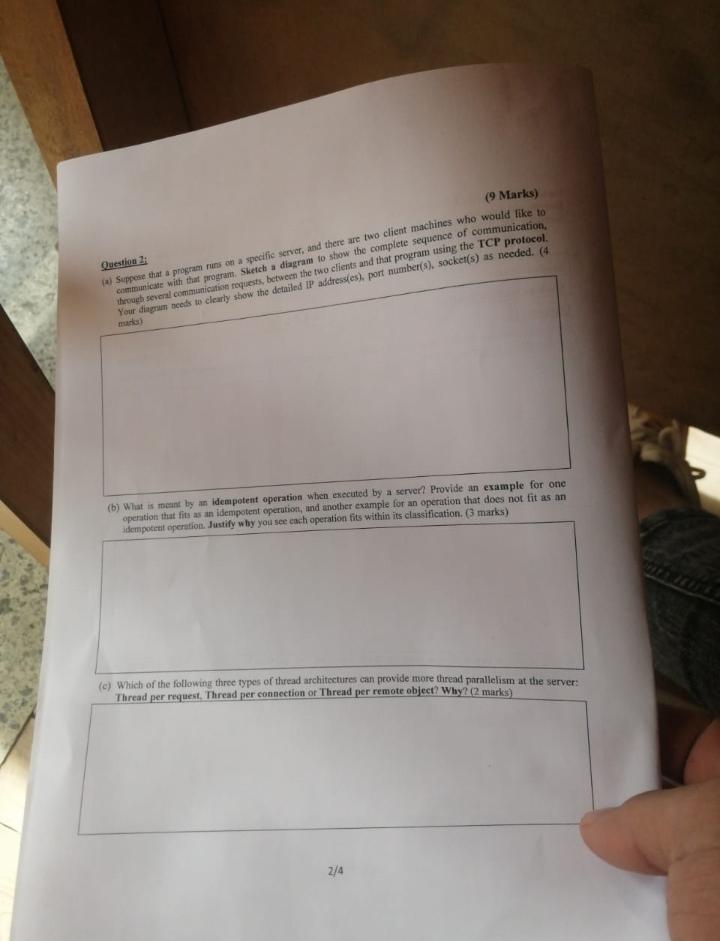 (9 Marks)
Question 2:
(a) Suppose that a program runs on a specific server, and there are two client machines who would like to
communicate with that program. Sketch a diagram to show the complete sequence of communication,
through several communication requests, between the two clients and that program using the TCP protocol.
Your diagram needs to clearly show the detailed IP address(es), port number(s), socket(s) as needed. (4
marks)
(b) What is meant by an idempotent operation when executed by a server? Provide an example for one
operation that fits as an idempotent operation, and another example for an operation that does not fit as an
idempotent operation. Justify why you see each operation fits within its classification. (3 marks)
(c) Which of the following three types of thread architectures can provide more thread parallelism at the server:
Thread per request, Thread per connection or Thread per remote object? Why? (2 marks)
2/4